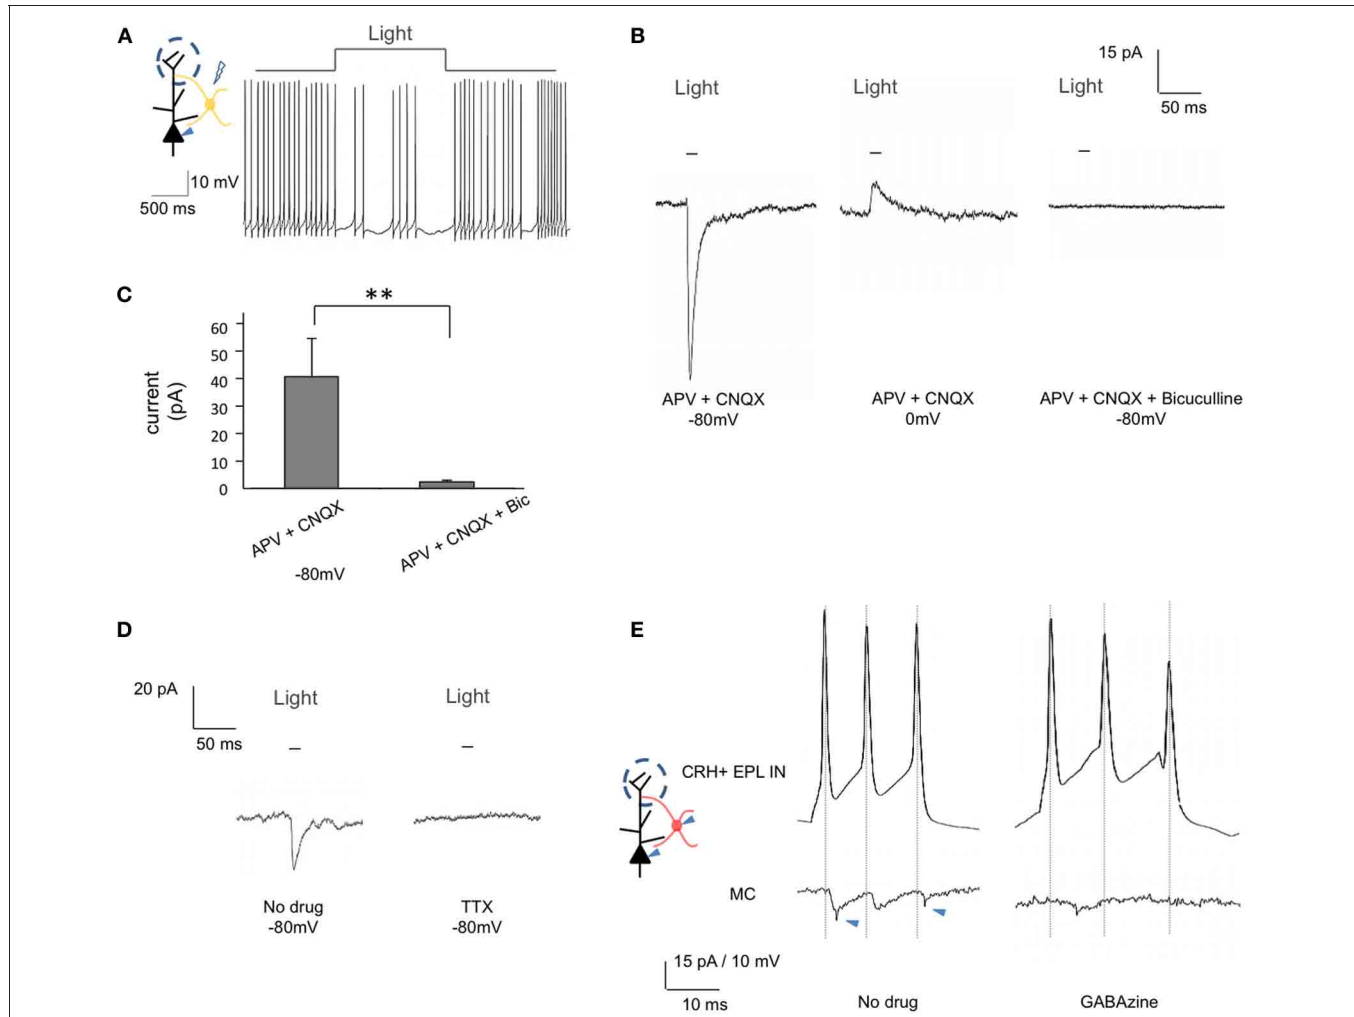 A
Light
10 mV
500 ms
B
15 pA
50 ms
Light
Light
Light
APV + CNQX
-80mV
APV + CNQX
0mV
APV + CNQX + Bicuculline
-80mV
C
**
current
(pA)
60
50
40
30
20
10
0
APV + CNQX
APV + CNQX + Bic
-80mV
D
20 pA
50 ms
Light
Light
No drug
-80mV
TTX
-80mV
E
CRH+ EPL IN
MC
15 pA / 10 mV
10 ms
No drug
GABAzine